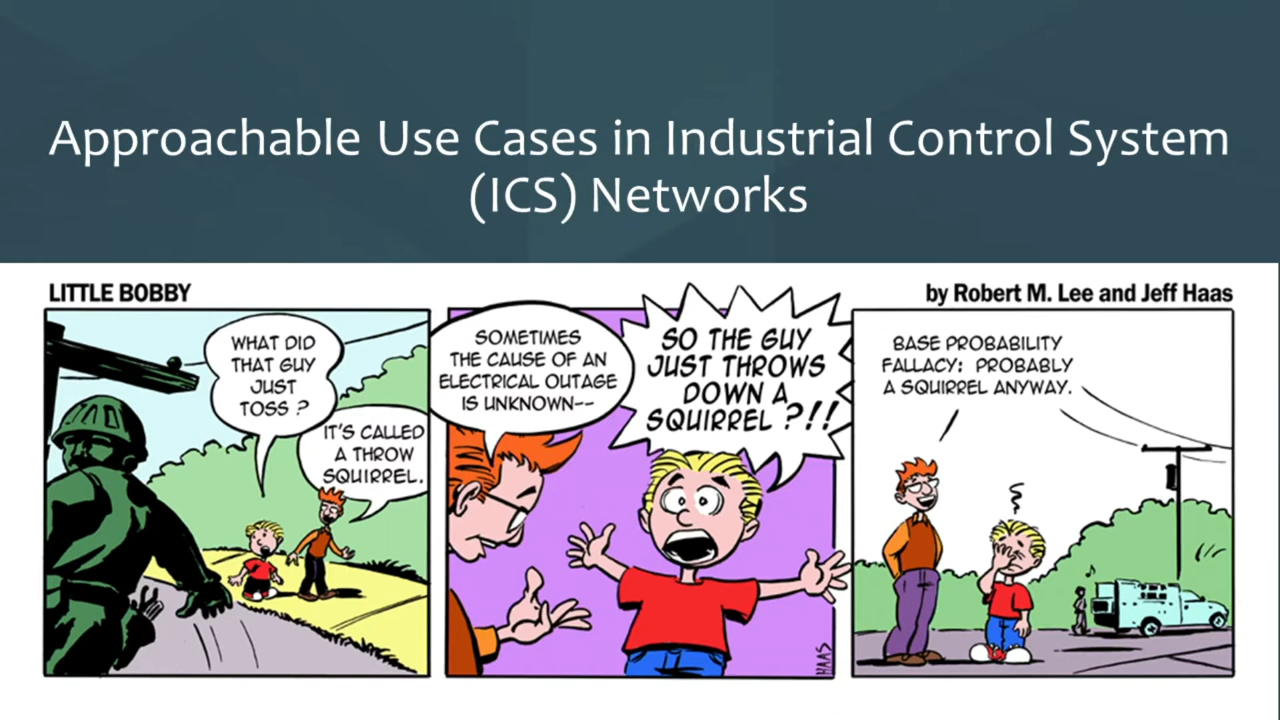 Approachable Use Cases in Industrial Control System
(ICS) Networks
LITTLE BOBBY
by Robert M. Lee and Jeff Haas
WHAT DID
THAT GUY
JUST
TOSS ?
IT'S CALLED
A THROW
SQUIRREL.
SOMETIMES
THE CAUSE OF AN
ELECTRICAL OUTAGE
IS UNKNOWN--
SO THE GUY
JUST THROWS
DOWN A
SQUIRREL ?!!
HAAS
BASE PROBABILITY
FALLACY: PROBABLY
A SQUIRREL ANYWAY.